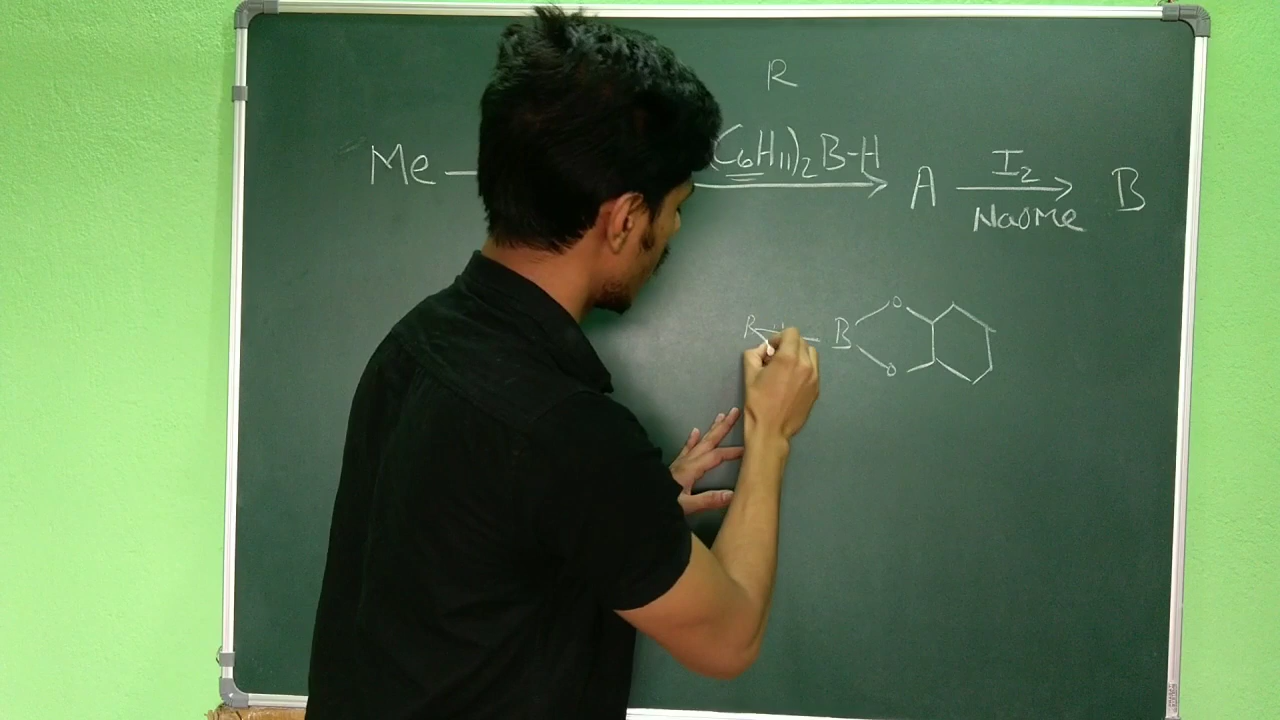 R
Me — (C6H11)2B-H A I2 B
NaOMe
R B O
O